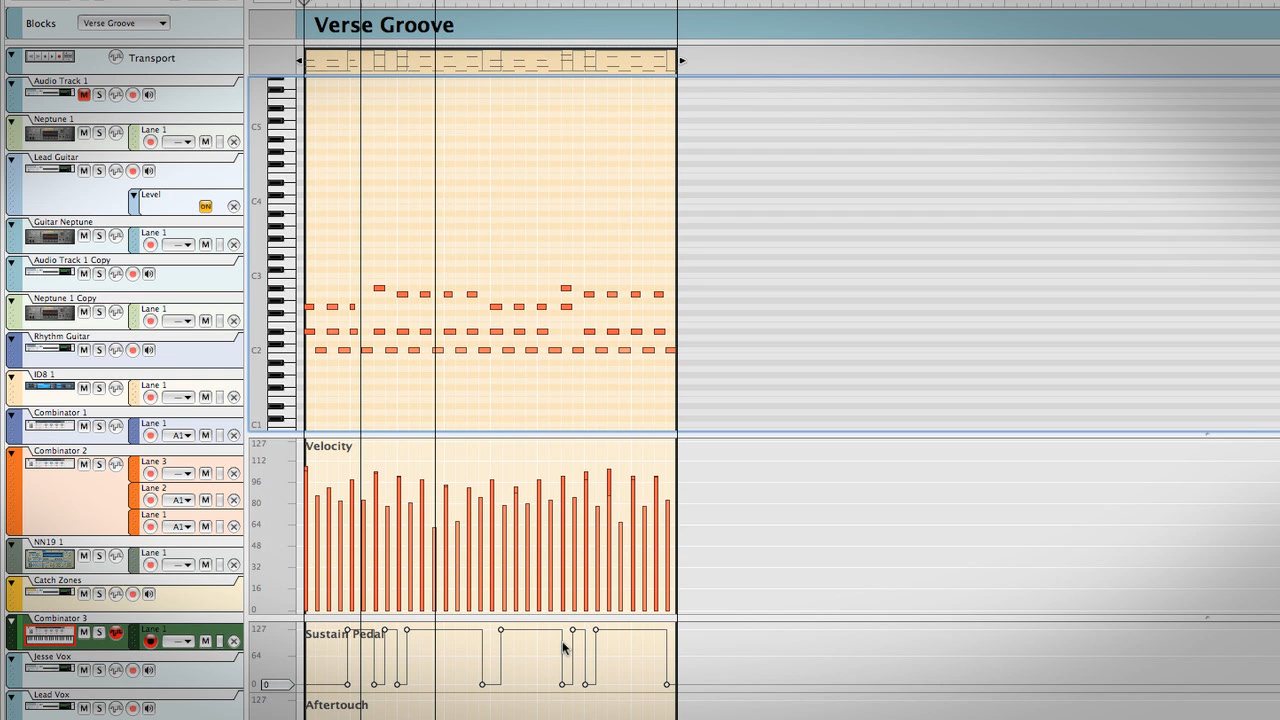 Blocks Verse Groove
Verse Groove
Transport
Audio Track 1
M S
Neptune 1
M S Lane 1
— M
Lead Guitar
M S
Level
ON
Guitar Neptune
M S Lane 1
— M
Audio Track 1 Copy
M S
Neptune 1 Copy
M S Lane 1
— M
Rhythm Guitar
M S
ID8 1
M S Lane 1
— M
Combinator 1
M S Lane 1
A1 M
Combinator 2
M S Lane 3
— M
Lane 2
A1 M
Lane 1
A1 M
NN19 1
M S Lane 1
— M
Catch Zones
M S
Combinator 3
M S Lane 1
— M
Jesse Vox
M S
Lead Vox
M S
C5
C4
C3
C2
C1
Velocity
127
112
96
80
64
48
32
16
0
Sustain Pedal
127
64
0 0
Aftertouch
127